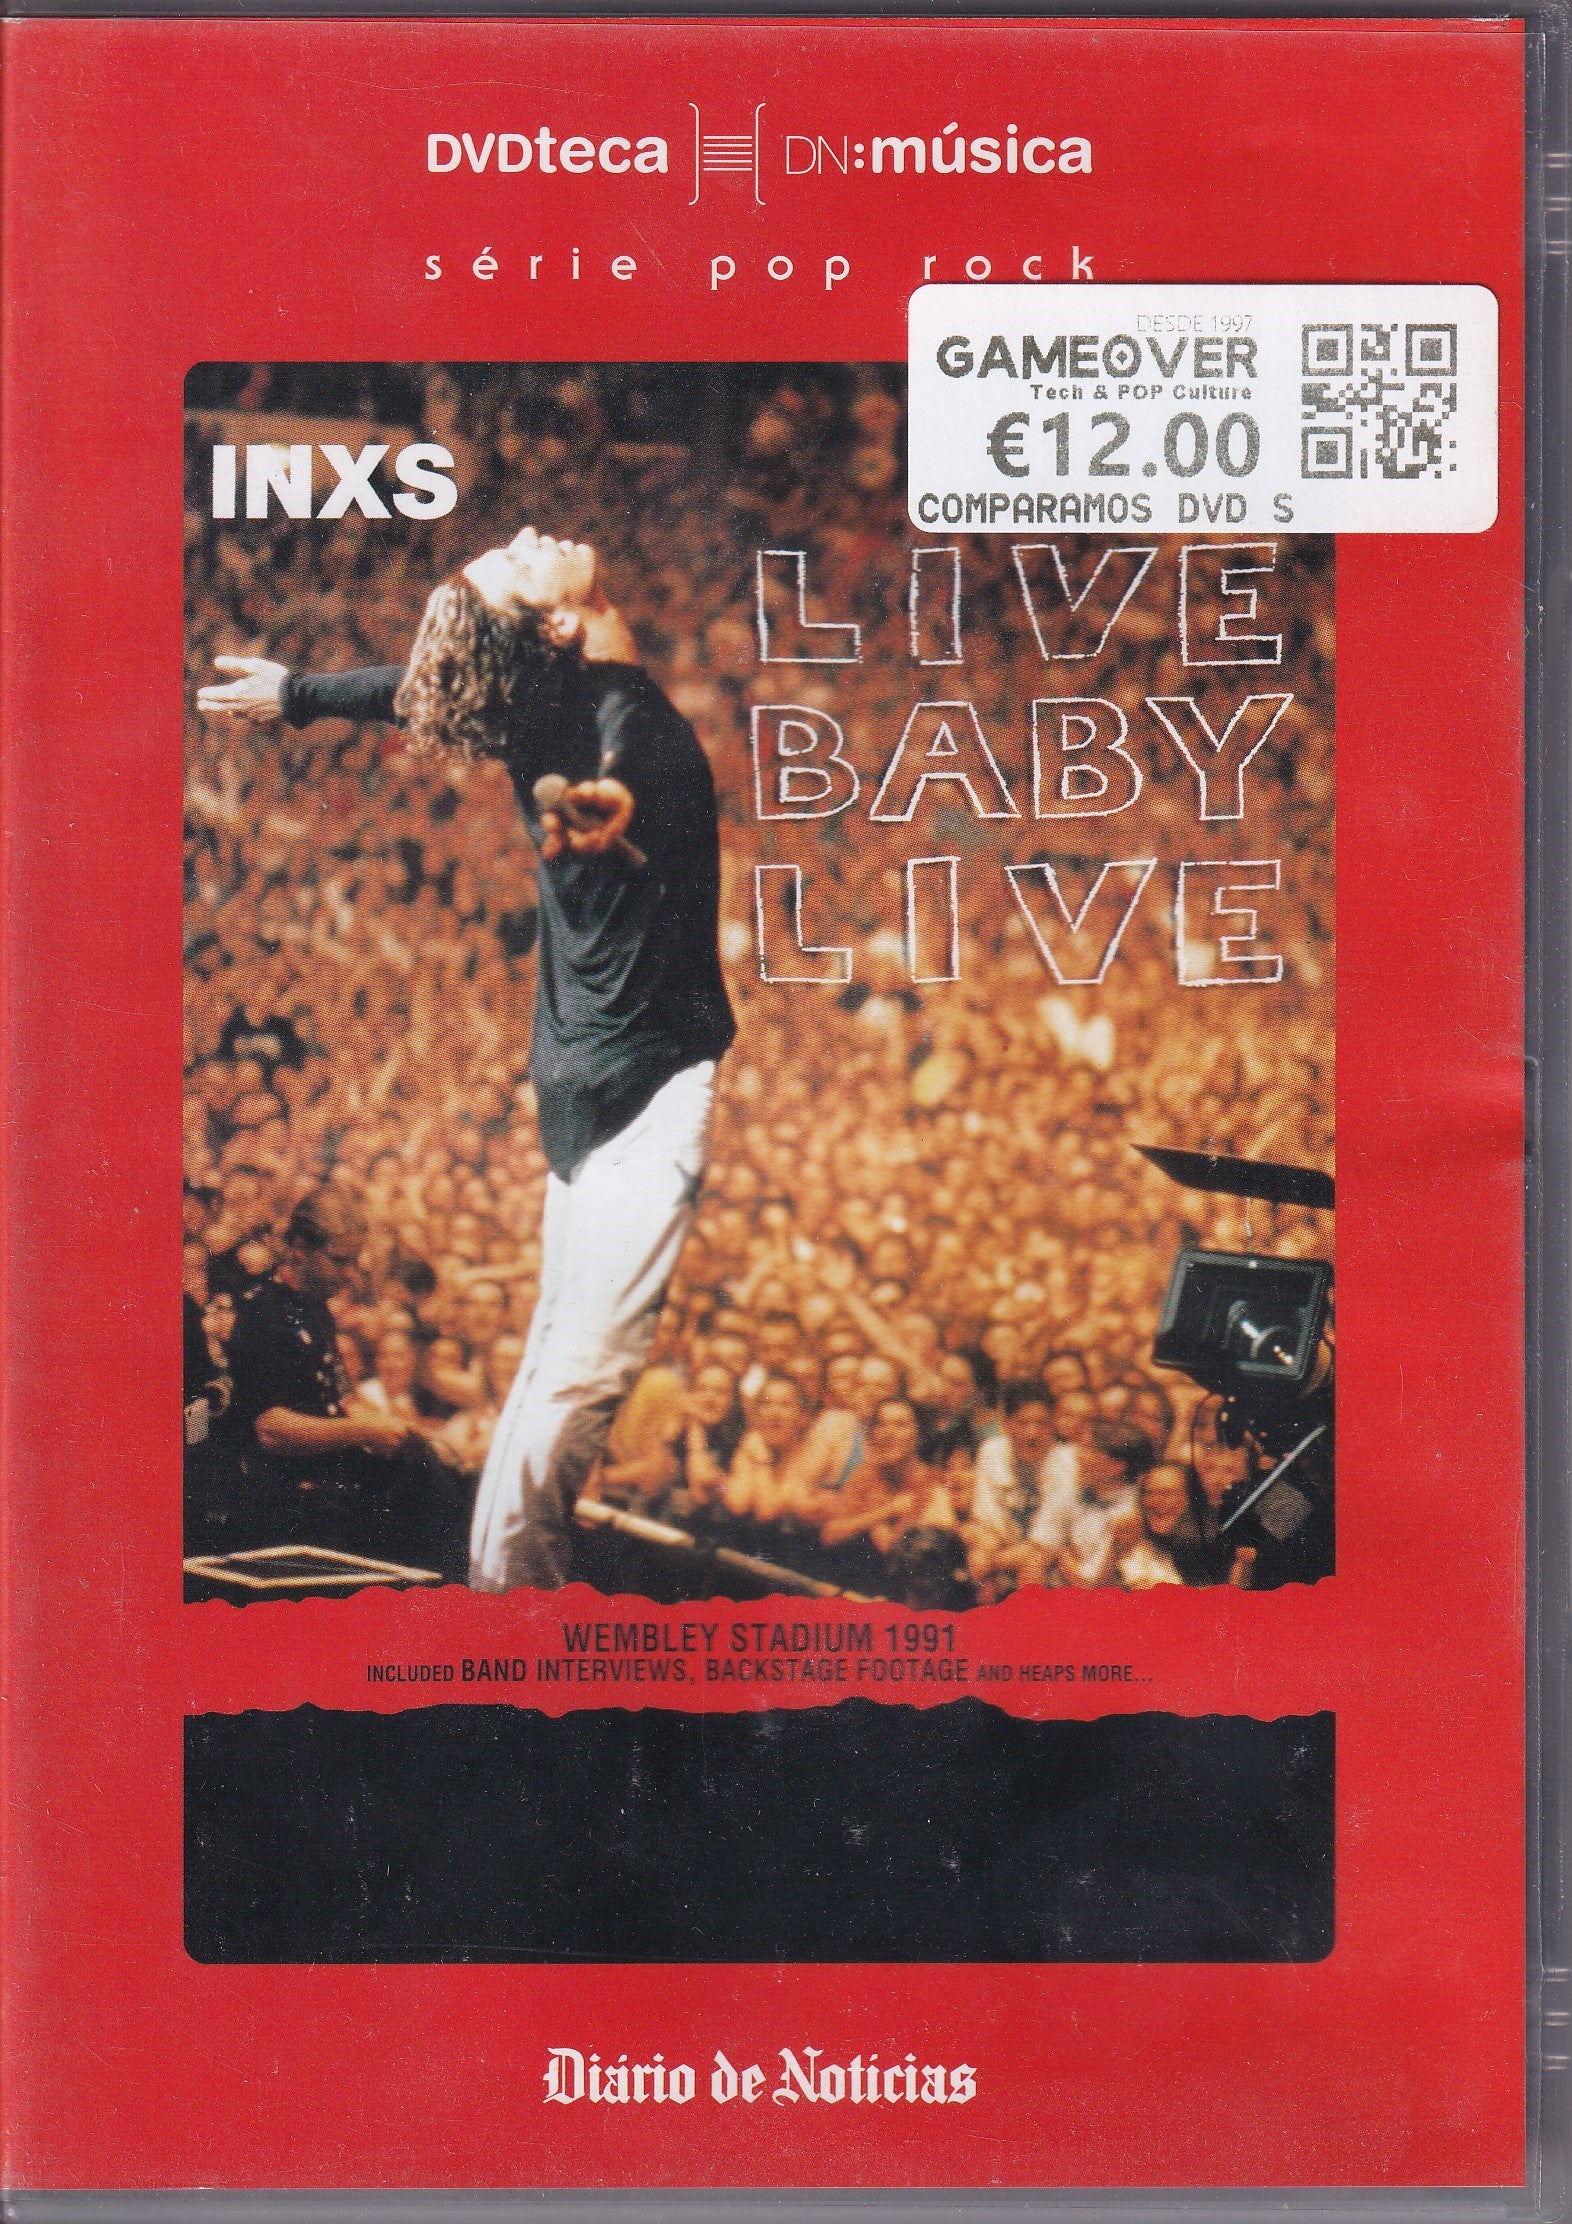 DVDteca DN:música
série pop rock
DESDE 1997
GAMEOVER
Tech & POP Culture
€12.00
COMPARAMOS DVD S
INXS
LIVE
BABY
LIVE
WEMBLEY STADIUM 1991
INCLUDED BAND INTERVIEWS, BACKSTAGE FOOTAGE AND HEAPS MORE...
Diário de Notícias